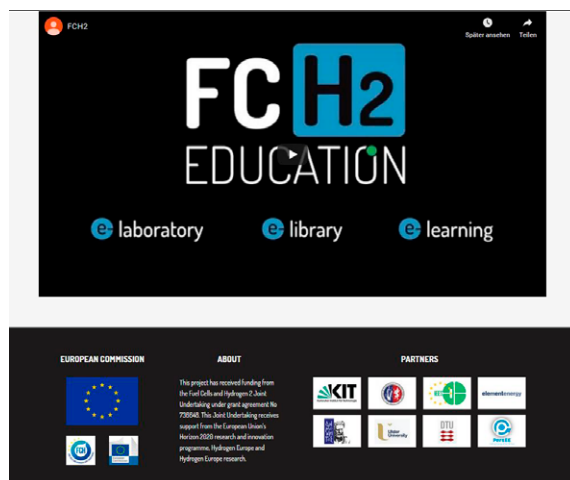 FCH2
Später ansehen
Teilen
FC H2
EDUCATION
e- laboratory
e- library
e- learning
EUROPEAN COMMISSION
ABOUT
This project has received funding from
the Fuel Cells and Hydrogen 2 Joint
Undertaking under grant agreement No
736648. This Joint Undertaking receives
support from the European Union's
Horizon 2020 research and innovation
programme, Hydrogen Europe and
Hydrogen Europe research.
PARTNERS
KIT
elementenergy
Ulster
University
DTU
PersEE